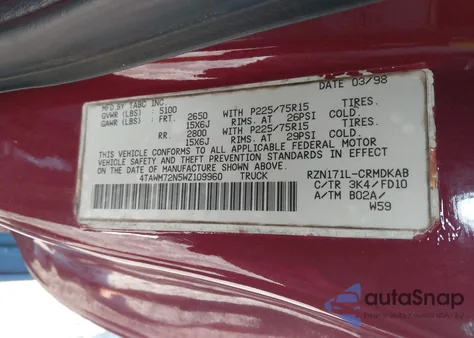 DATE 03/98
MFD.BY TABC INC.
GVWR (LBS) 5100
GAWR (LBS) FRT. 2650 WITH P225/75R15 TIRES.
15X6J RIMS. AT 26PSI COLD.
RR. 2800 WITH P225/75R15 TIRES.
15X6J RIMS. AT 29PSI COLD.
THIS VEHICLE CONFORMS TO ALL APPLICABLE FEDERAL MOTOR
VEHICLE SAFETY AND THEFT PREVENTION STANDARDS IN EFFECT ON THE
DATE OF MANUFACTURE SHOWN ABOVE.
4TAWM72N5WZ109960 TRUCK RZN171L-CRMDKAB
C/TR 3K4/FD10
A/TM B02A/
W59
autoSnap